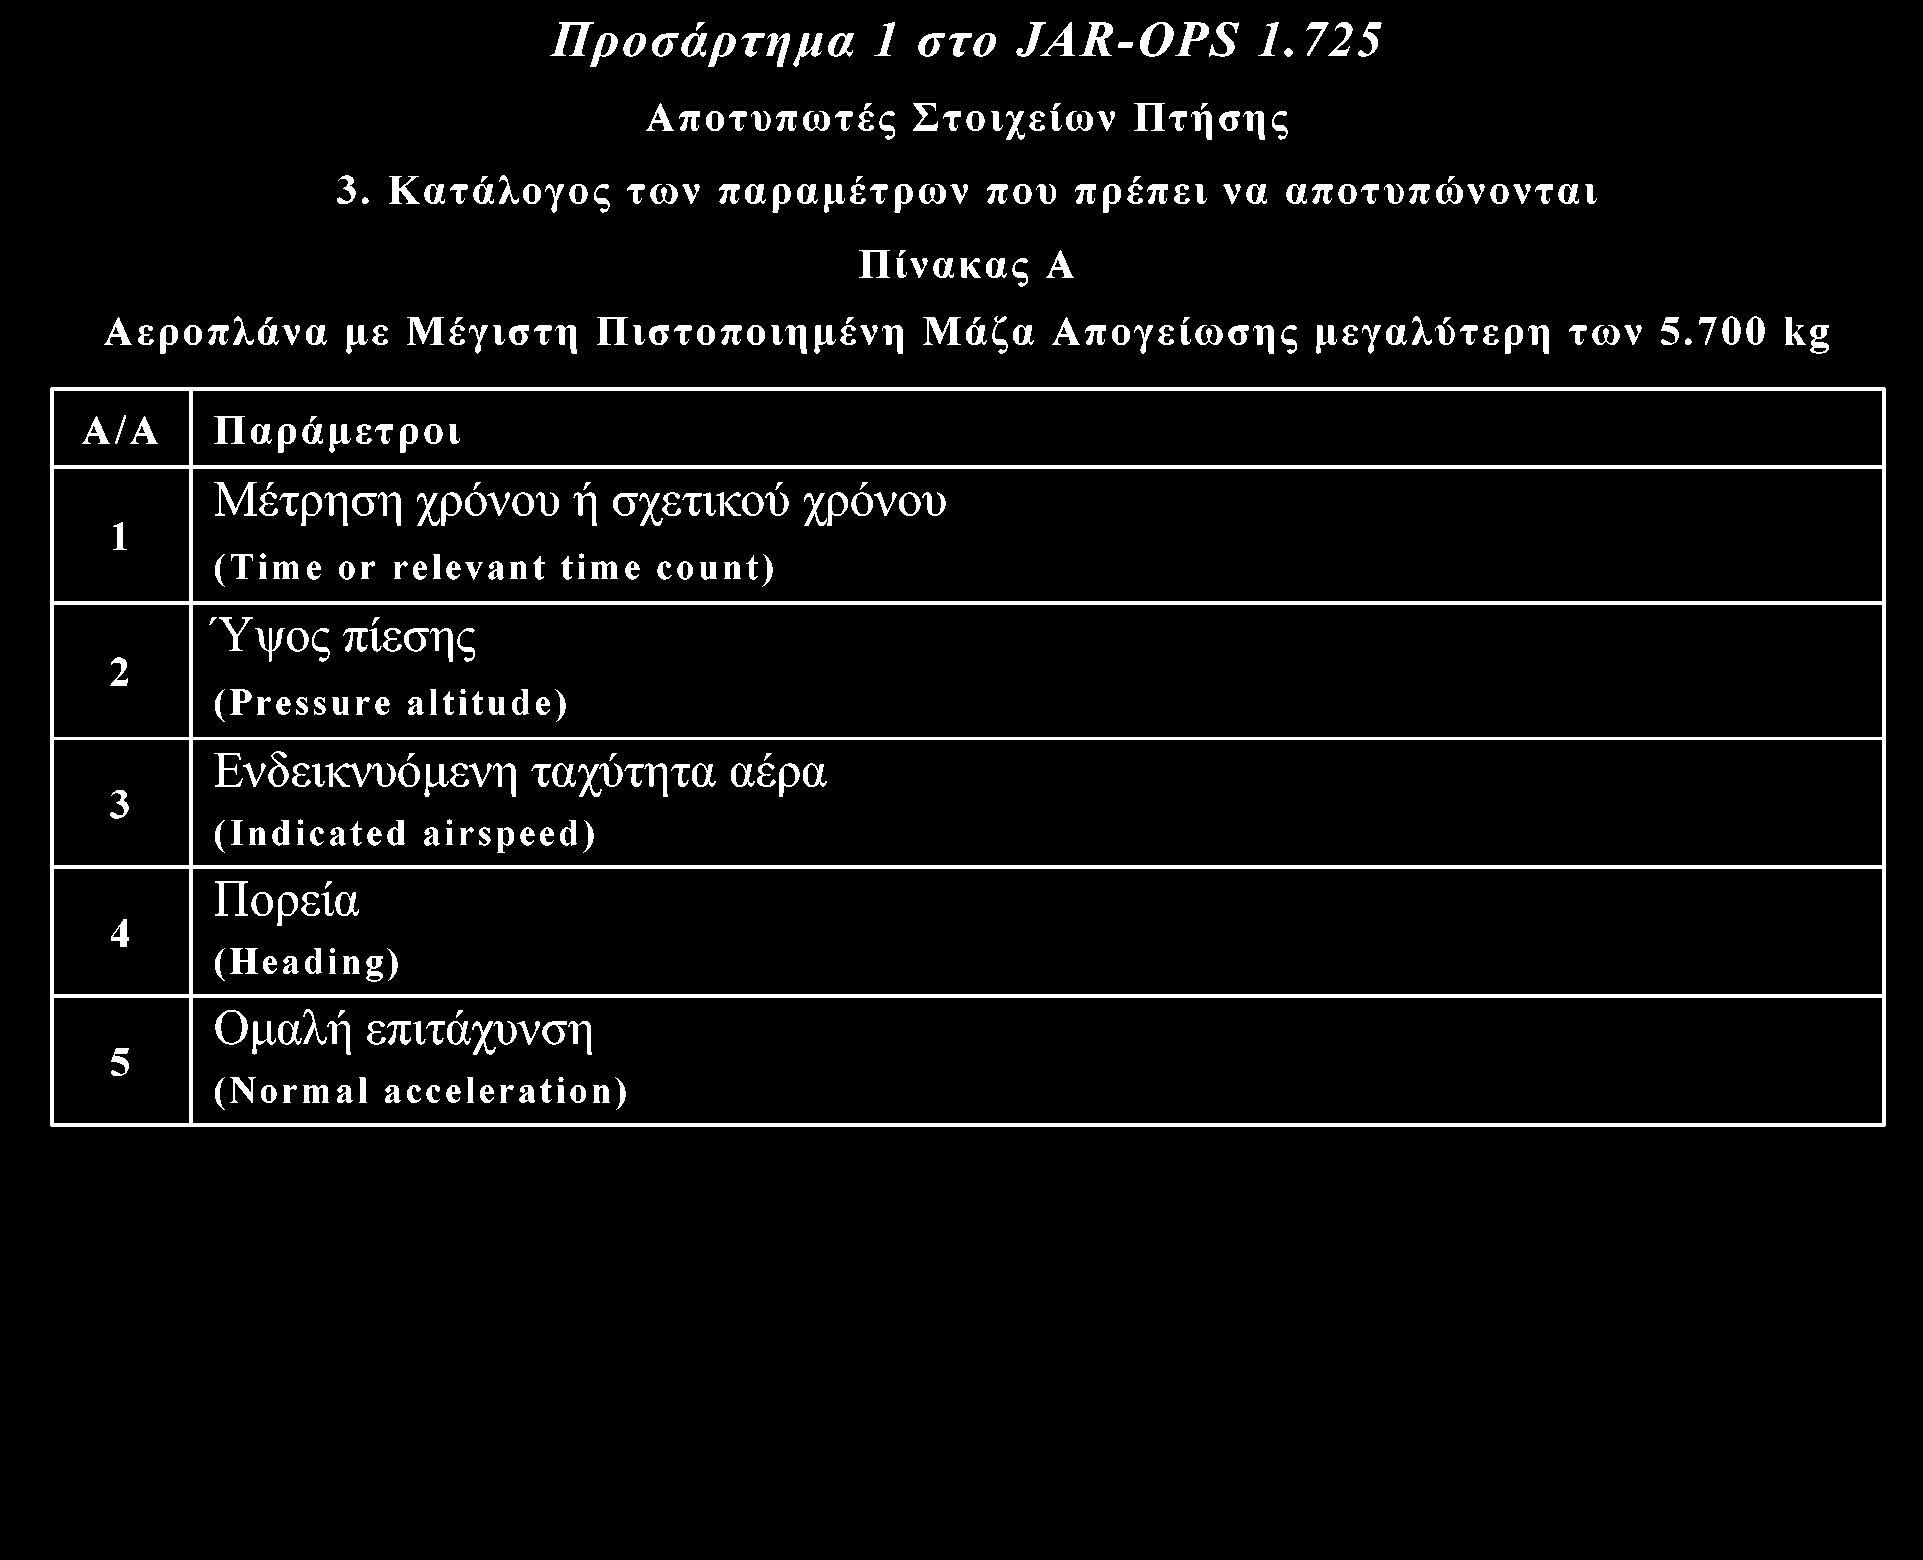 Προσάρτημα 1 στο JAR-OPS 1.725
Αποτυπωτές Στοιχείων Πτήσης
3. Κατάλογος των παραμέτρων που πρέπει να αποτυπώνονται
Πίνακας Α
Αεροπλάνα με Μέγιστη Πιστοποιημένη Μάζα Απογείωσης μεγαλύτερη των 5.700 kg
Α/Α Παράμετροι
1 Μέτρηση χρόνου ή σχετικού χρόνου
(Time or relevant time count)
2 Ύψος πίεσης
(Pressure altitude)
3 Ενδεικνυόμενη ταχύτητα αέρα
(Indicated airspeed)
4 Πορεία
(Heading)
5 Ομαλή επιτάχυνση
(Normal acceleration)